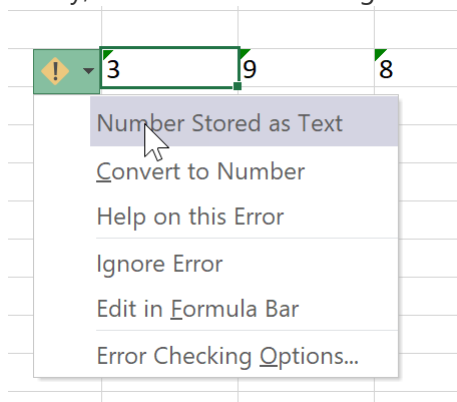 ! 3 9 8
Number Stored as Text
Convert to Number
Help on this Error
Ignore Error
Edit in Formula Bar
Error Checking Options...